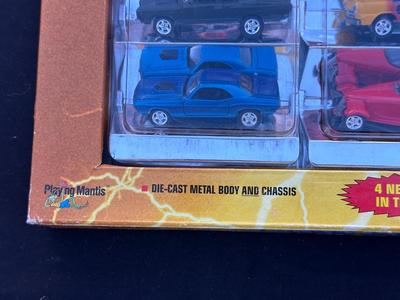 Playing Mantis
DIE-CAST METAL BODY AND CHASSIS
4 NE
IN T